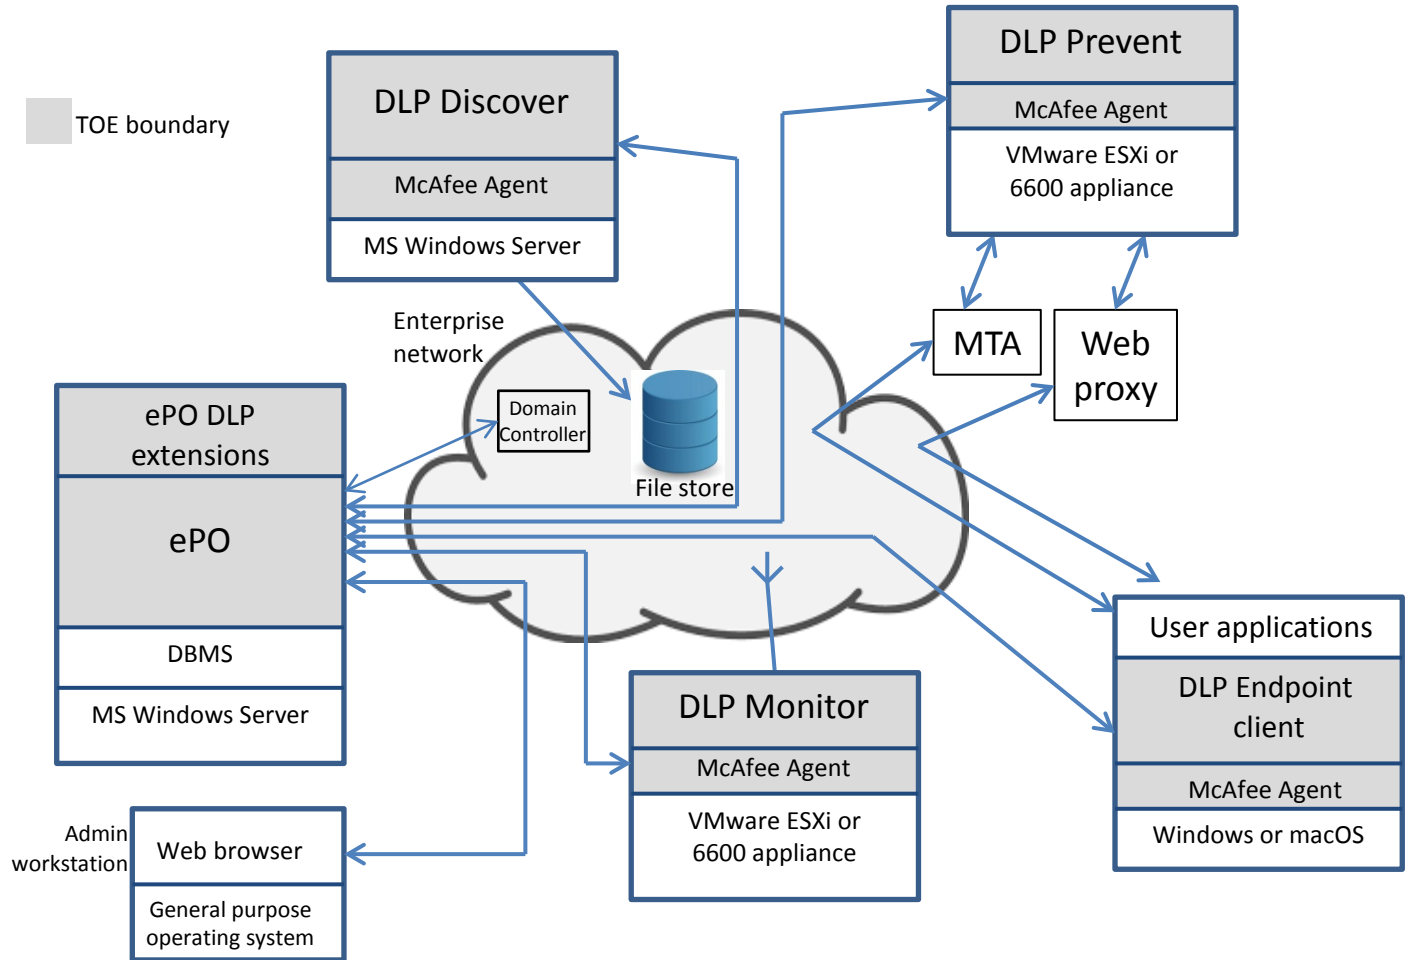 TOE boundary
DLP Discover
McAfee Agent
MS Windows Server
DLP Prevent
McAfee Agent
VMware ESXi or
6600 appliance
Enterprise
network
MTA
Web
proxy
Domain
Controller
File store
ePO DLP
extensions
ePO
DBMS
MS Windows Server
User applications
DLP Endpoint
client
McAfee Agent
Windows or macOS
DLP Monitor
McAfee Agent
VMware ESXi or
6600 appliance
Admin
workstation
Web browser
General purpose
operating system